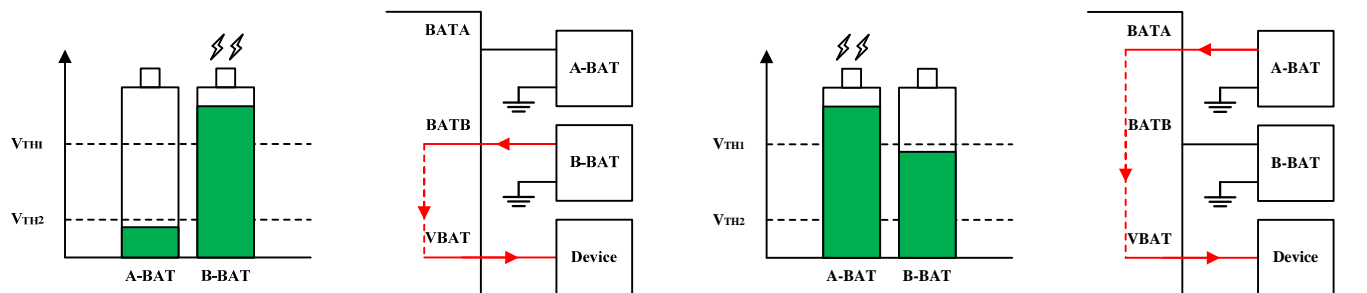 VTH1
VTH2
A-BAT B-BAT
BATA
A-BAT
BATB
B-BAT
VBAT
Device
VTH1
VTH2
A-BAT B-BAT
BATA
A-BAT
BATB
B-BAT
VBAT
Device